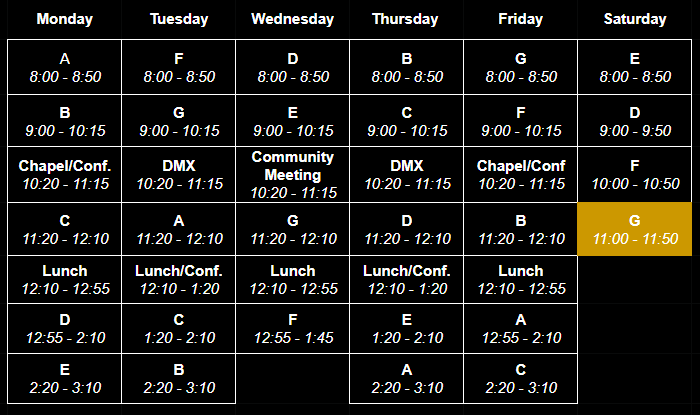 Monday Tuesday Wednesday Thursday Friday Saturday
A F D B G E
8:00 - 8:50 8:00 - 8:50 8:00 - 8:50 8:00 - 8:50 8:00 - 8:50 8:00 - 8:50
B G E C F D
9:00 - 10:15 9:00 - 10:15 9:00 - 10:15 9:00 - 10:15 9:00 - 10:15 9:00 - 9:50
Chapel/Conf. DMX Community Meeting DMX Chapel/Conf F
10:20 - 11:15 10:20 - 11:15 10:20 - 11:15 10:20 - 11:15 10:20 - 11:15 10:00 - 10:50
C A G D B G
11:20 - 12:10 11:20 - 12:10 11:20 - 12:10 11:20 - 12:10 11:20 - 12:10 11:00 - 11:50
Lunch Lunch/Conf. Lunch Lunch/Conf. Lunch
12:10 - 12:55 12:10 - 1:20 12:10 - 12:55 12:10 - 1:20 12:10 - 12:55
D C F E A
12:55 - 2:10 1:20 - 2:10 12:55 - 1:45 1:20 - 2:10 12:55 - 2:10
E B A C
2:20 - 3:10 2:20 - 3:10 2:20 - 3:10 2:20 - 3:10